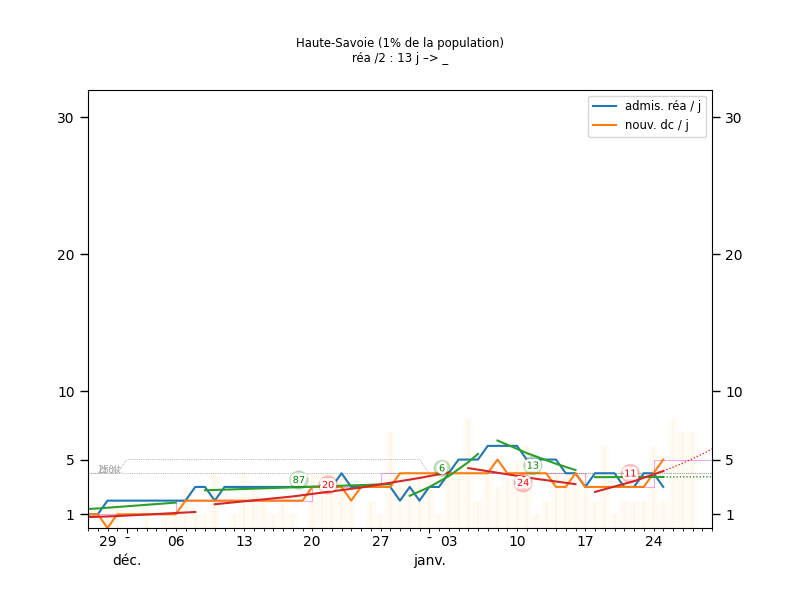 Haute-Savoie (1% de la population)
réa /2 : 13 j –> _
admis. réa / j
nouv. dc / j
30 30
20 20
10 10
5 5
1 1
87
20
6
13
24
11
29 - 06 13 20 27 - 03 10 17 24
déc. janv.